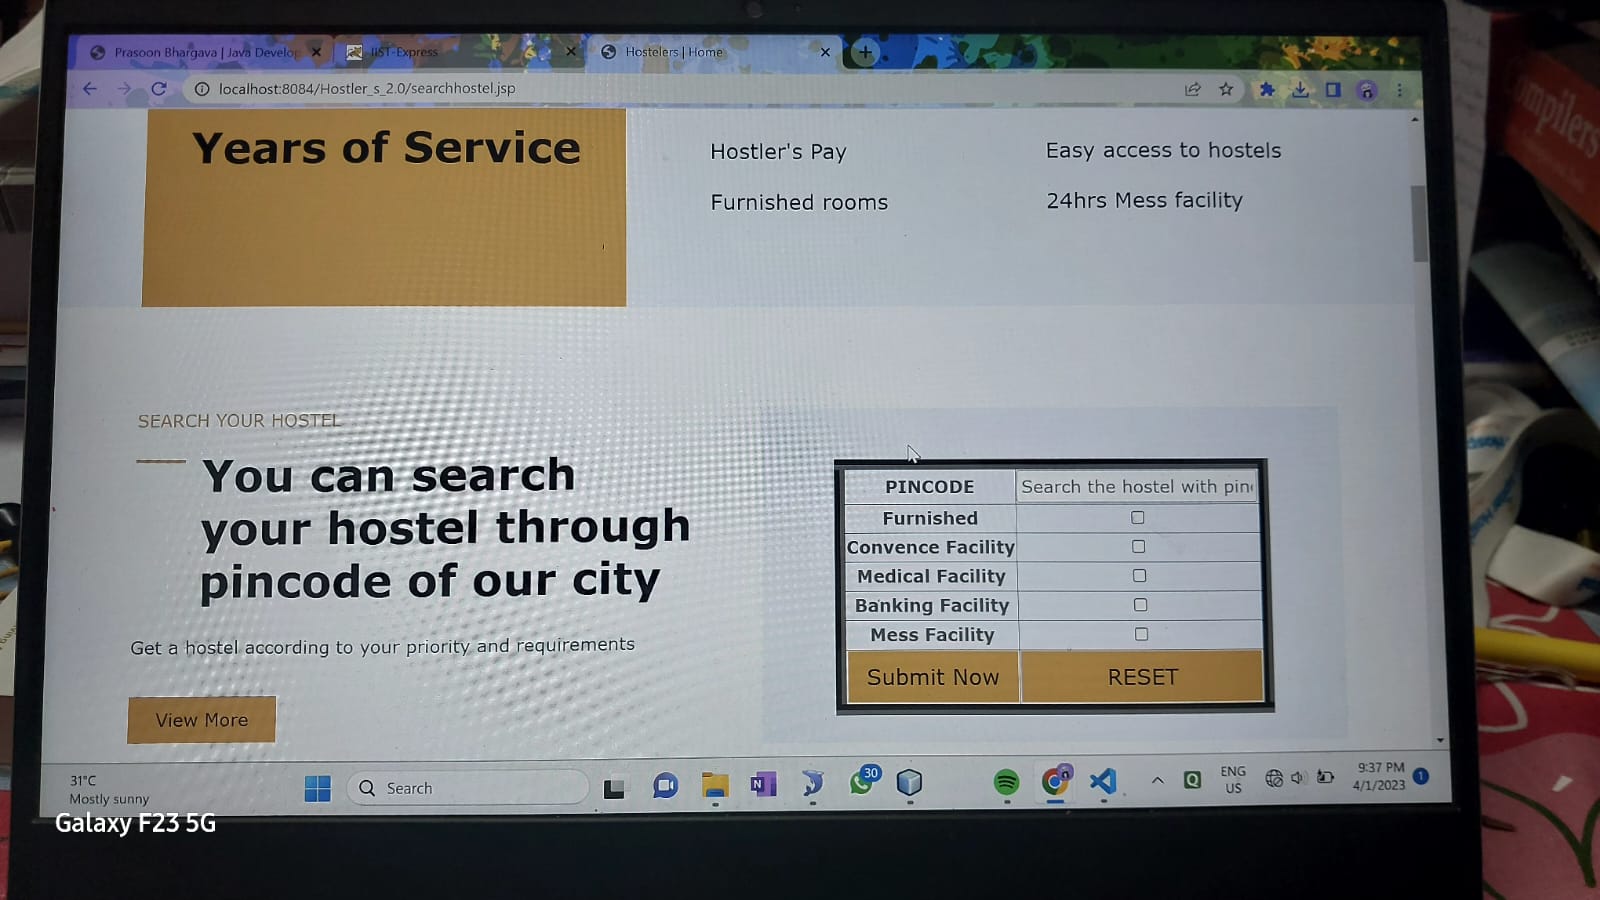 Prasoon Bhargava | Java Develop
IIST-Express
Hostelers | Home
localhost:8084/Hostler_s_2.0/searchhostel.jsp
Years of Service
Hostler's Pay
Easy access to hostels
Furnished rooms
24hrs Mess facility
SEARCH YOUR HOSTEL
You can search
your hostel through
pincode of our city
Get a hostel according to your priority and requirements
View More
PINCODE
Search the hostel with pin
Furnished
Convence Facility
Medical Facility
Banking Facility
Mess Facility
Submit Now
RESET
31°C
Mostly sunny
Search
30
ENG
US
9:37 PM
4/1/2023
1
Galaxy F23 5G
ompilers